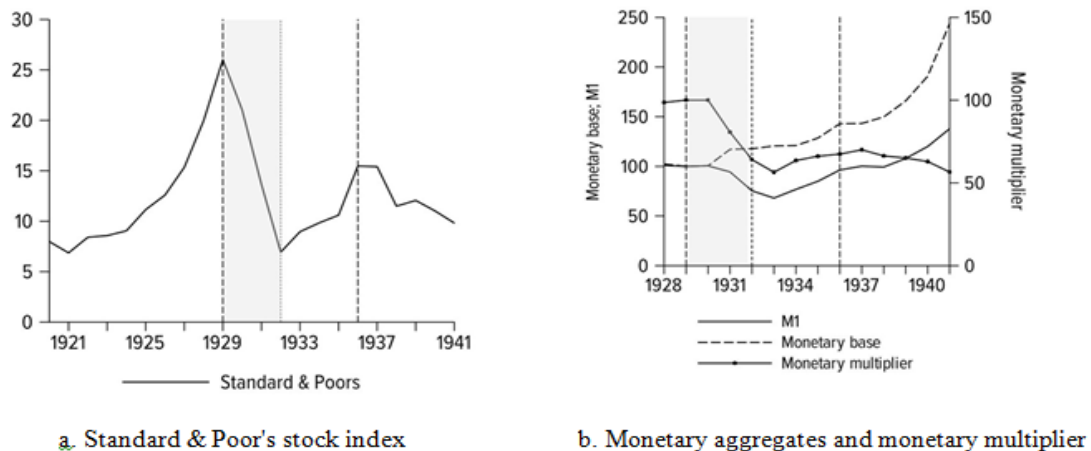 30
25
20
15
10
5
0
1921 1925 1929 1933 1937 1941
Standard & Poors
a. Standard & Poor's stock index
250
200
150
100
50
0
Monetary base; M1
150
100
50
0
Monetary multiplier
1928 1931 1934 1937 1940
M1
Monetary base
Monetary multiplier
b. Monetary aggregates and monetary multiplier